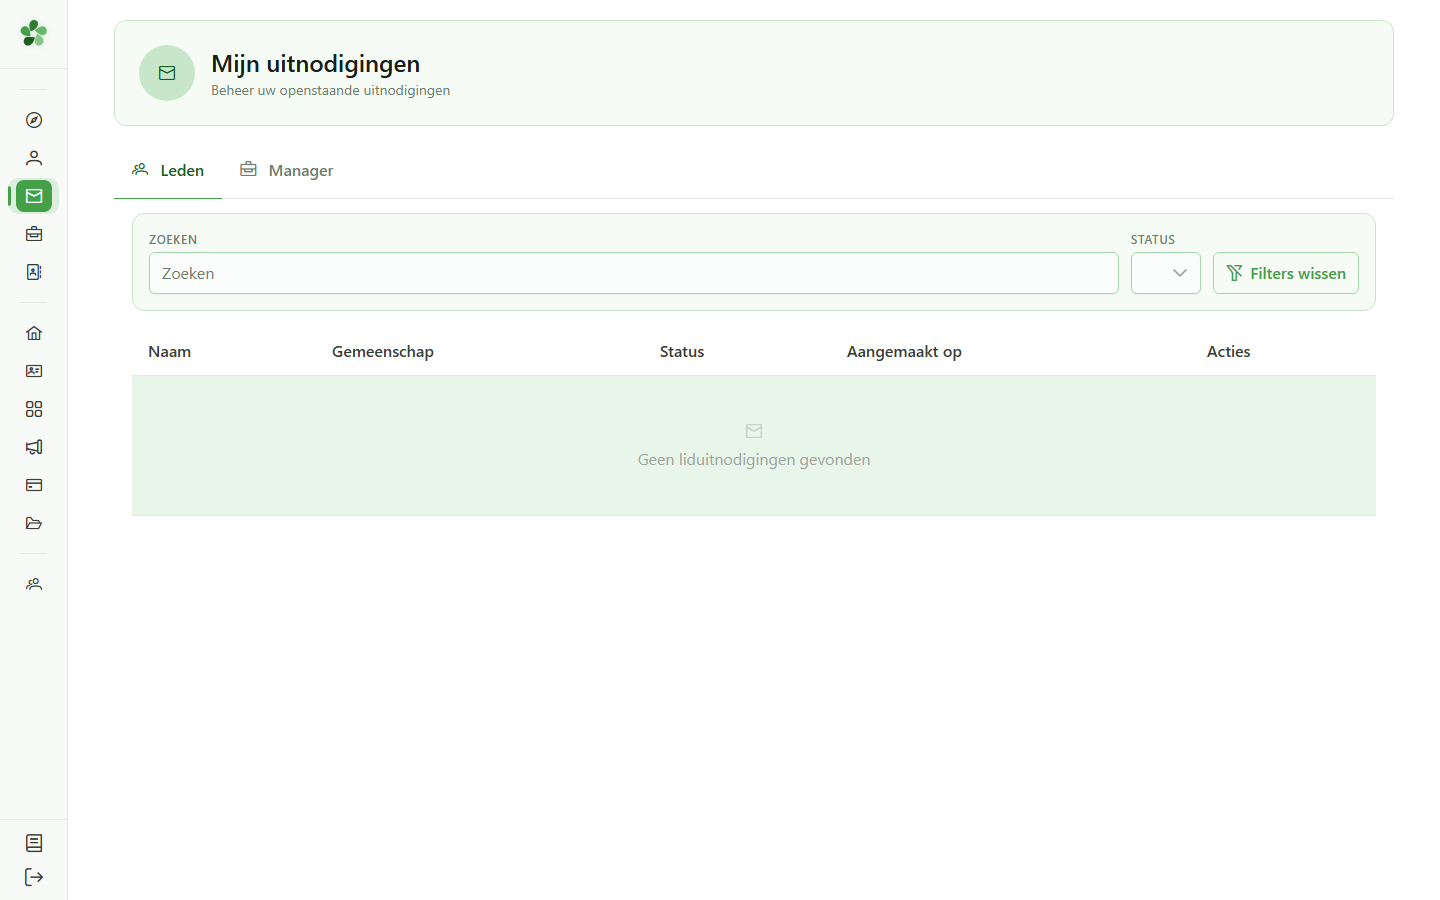 Mijn uitnodigingen
Beheer uw openstaande uitnodigingen
Leden
Manager
ZOEKEN
STATUS
Zoeken
Filters wissen
Naam
Gemeenschap
Status
Aangemaakt op
Acties
Geen liduitnodigingen gevonden